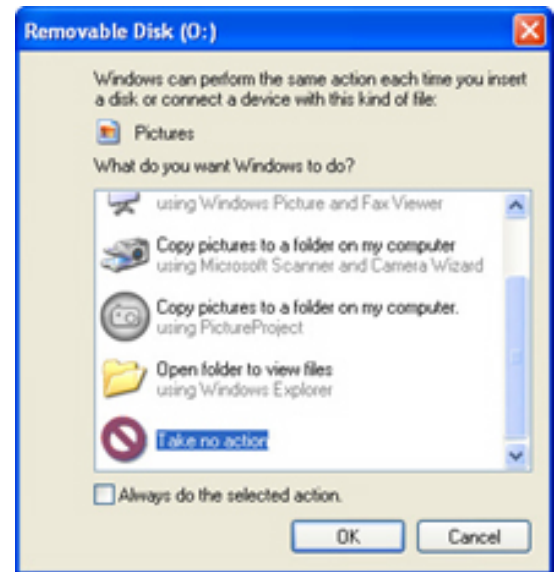 Removable Disk (O:)
Windows can perform the same action each time you insert
a disk or connect a device with this kind of file:
Pictures
What do you want Windows to do?
using Windows Picture and Fax Viewer
Copy pictures to a folder on my computer
using Microsoft Scanner and Camera Wizard
Copy pictures to a folder on my computer.
using PictureProject
Open folder to view files
using Windows Explorer
Take no action
Always do the selected action.
OK Cancel